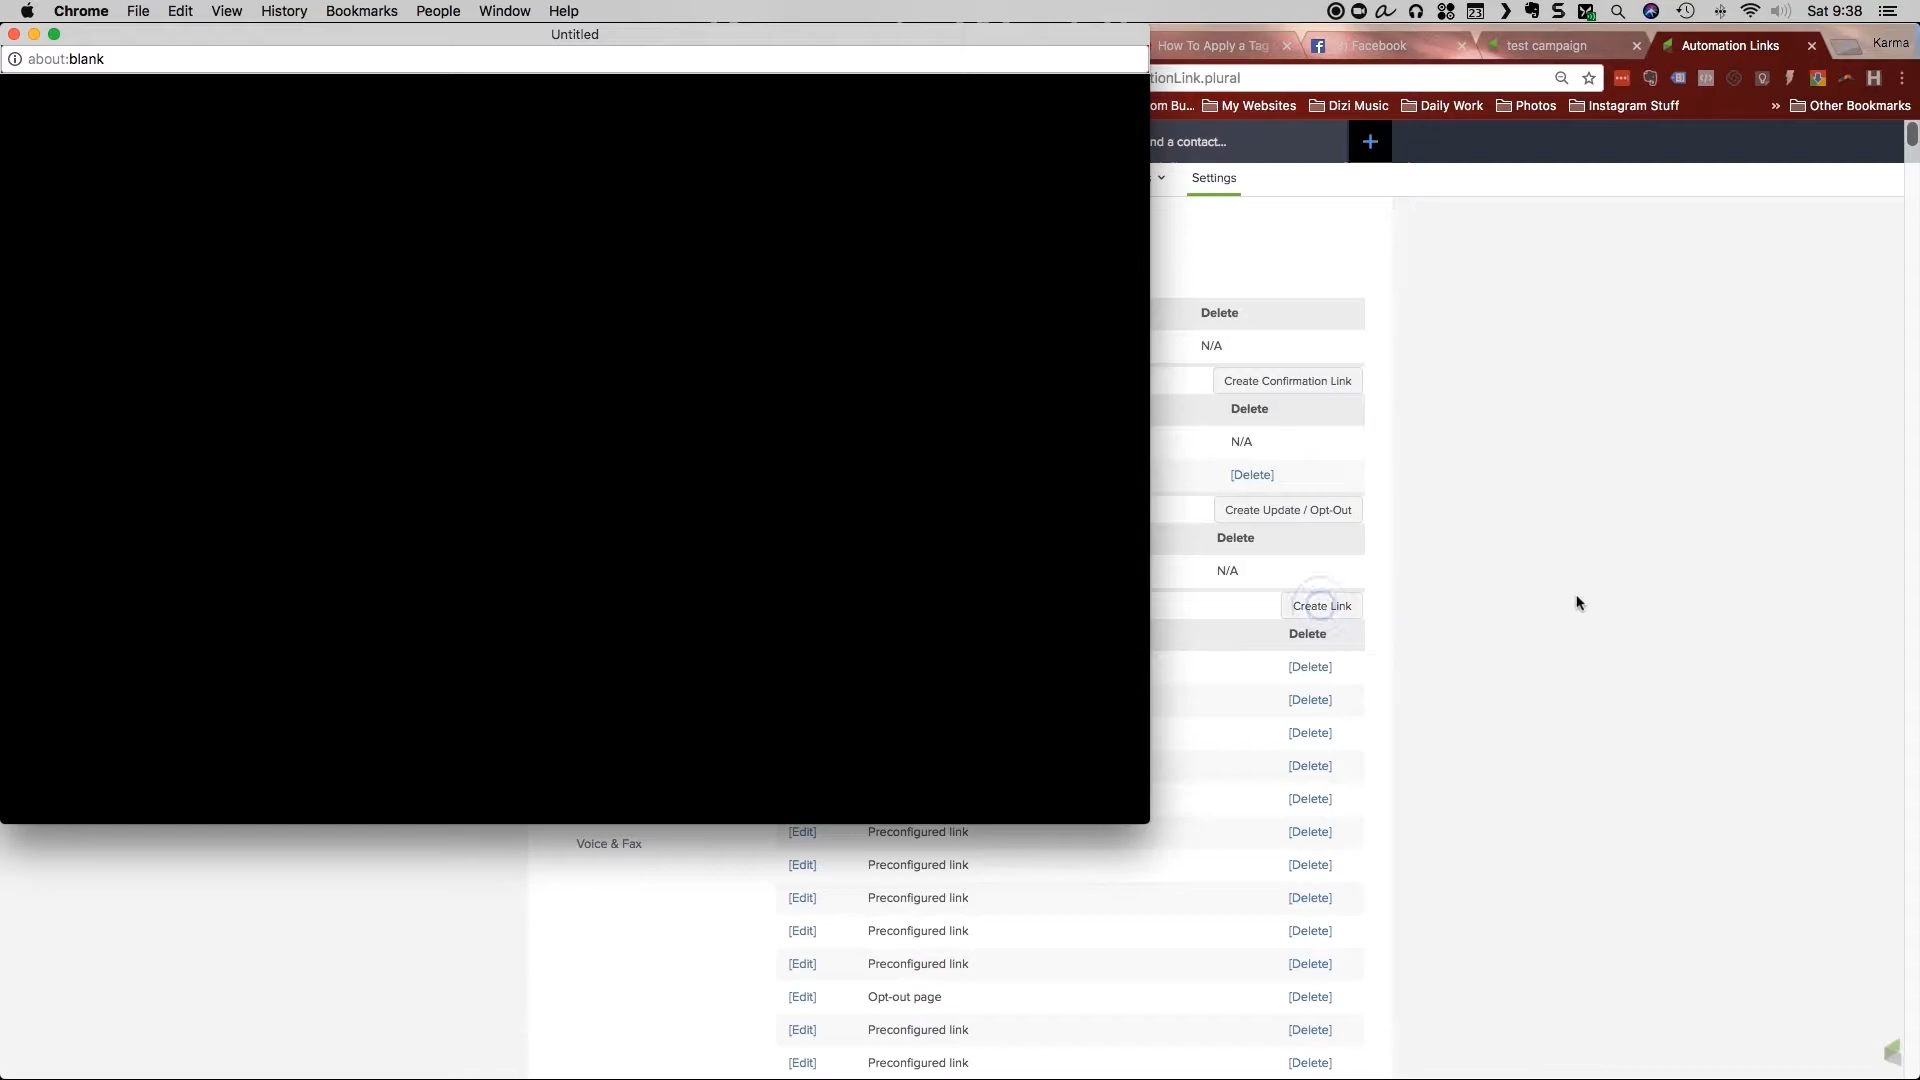 Chrome File Edit View History Bookmarks People Window Help Sat 9:38
Untitled
about:blank
How To Apply a Tag Facebook test campaign Automation Links Karma
tionLink.plural
om Bu... My Websites Dizi Music Daily Work Photos Instagram Stuff » Other Bookmarks
nd a contact... +
Settings
Delete
N/A
Create Confirmation Link
Delete
N/A
[Delete]
Create Update / Opt-Out
Delete
N/A
Create Link
Delete
[Delete]
[Delete]
[Delete]
[Delete]
[Delete]
[Edit] Preconfigured link [Delete]
Voice & Fax
[Edit] Preconfigured link [Delete]
[Edit] Preconfigured link [Delete]
[Edit] Preconfigured link [Delete]
[Edit] Preconfigured link [Delete]
[Edit] Opt-out page [Delete]
[Edit] Preconfigured link [Delete]
[Edit] Preconfigured link [Delete]